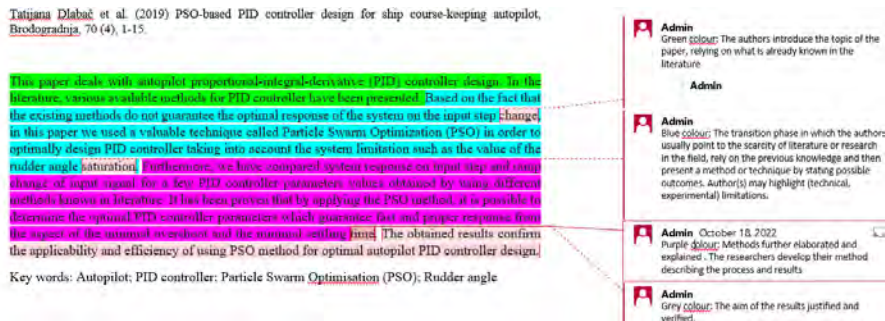 Tatijana Dlabač et al. (2019) PSO-based PID controller design for ship course-keeping autopilot,
Brodogradnja, 70 (4), 1-15.
This paper deals with autopilot proportional-integral-derivative (PID) controller design. In the
literature, various available methods for PID controller have been presented. Based on the fact that
the existing methods do not guarantee the optimal response of the system on the input step change,
in this paper we used a valuable technique called Particle Swarm Optimization (PSO) in order to
optimally design PID controller taking into account the system limitation such as the value of the
rudder angle saturation. Furthermore, we have compared system response on input step and ramp
change of input signal for a few PID controller parameters values obtained by using different
methods known in literature. It has been proven that by applying the PSO method, it is possible to
determine the optimal PID controller parameters which guarantee fast and proper response from
the aspect of the minimal overshoot and the minimal settling time. The obtained results confirm
the applicability and efficiency of using PSO method for optimal autopilot PID controller design.
Key words: Autopilot; PID controller; Particle Swarm Optimisation (PSO); Rudder angle
Admin
Green colour: The authors introduce the topic of the
paper, relying on what is already known in the
literature
Admin
Admin
Blue colour: The transition phase in which the authors
usually point to the scarcity of literature or research
in the field, rely on the previous knowledge and then
present a method or technique by stating possible
outcomes. Author(s) may highlight (technical,
experimental) limitations.
Admin October 18, 2022
Purple colour: Methods further elaborated and
explained . The researchers develop their method
describing the process and results
Admin
Grey colour: The aim of the results justified and
verified.